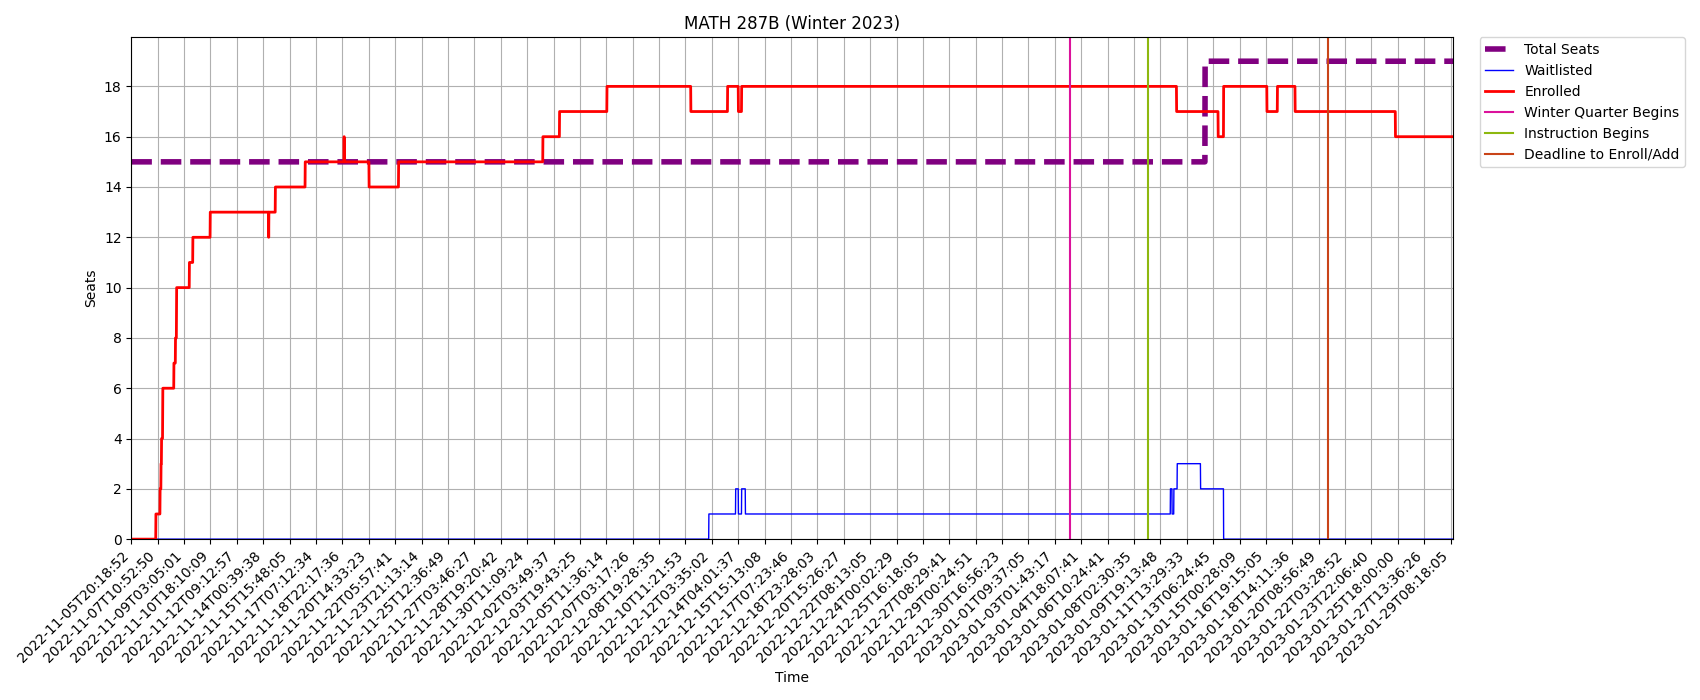 MATH 287B (Winter 2023)
Total Seats
Waitlisted
Enrolled
Winter Quarter Begins
Instruction Begins
Deadline to Enroll/Add
Seats
18
16
14
12
10
8
6
4
2
0
2022-11-05T20:18:52
2022-11-07T10:52:50
2022-11-09T03:05:01
2022-11-10T18:10:09
2022-11-12T09:12:57
2022-11-14T00:39:38
2022-11-15T15:48:05
2022-11-17T07:12:34
2022-11-18T22:17:36
2022-11-20T14:33:23
2022-11-22T05:57:41
2022-11-23T21:13:14
2022-11-25T12:36:49
2022-11-27T03:46:27
2022-11-28T19:20:42
2022-11-30T11:09:24
2022-12-02T03:49:37
2022-12-03T19:43:25
2022-12-05T11:36:14
2022-12-07T03:17:26
2022-12-08T19:28:35
2022-12-10T11:21:53
2022-12-12T03:35:02
2022-12-14T04:01:37
2022-12-15T15:13:08
2022-12-17T07:23:46
2022-12-18T23:28:03
2022-12-20T15:26:27
2022-12-22T08:13:05
2022-12-24T00:02:29
2022-12-25T16:18:05
2022-12-27T08:29:41
2022-12-29T00:24:51
2022-12-30T16:56:23
2023-01-01T09:37:05
2023-01-03T01:43:17
2023-01-04T18:07:41
2023-01-06T10:24:41
2023-01-08T02:30:35
2023-01-09T19:13:48
2023-01-11T13:29:33
2023-01-13T06:24:45
2023-01-15T00:28:09
2023-01-16T19:15:05
2023-01-18T14:11:36
2023-01-20T08:56:49
2023-01-22T03:28:52
2023-01-23T22:06:40
2023-01-25T18:00:00
2023-01-27T13:36:26
2023-01-29T08:18:05
Time